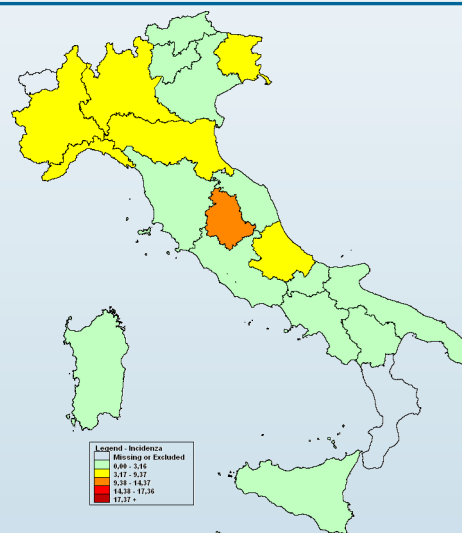 Legend - Incidenza
Missing or Excluded
0,00 - 3,16
3,17 - 9,37
9,38 - 14,37
14,38 - 17,36
17,37 +